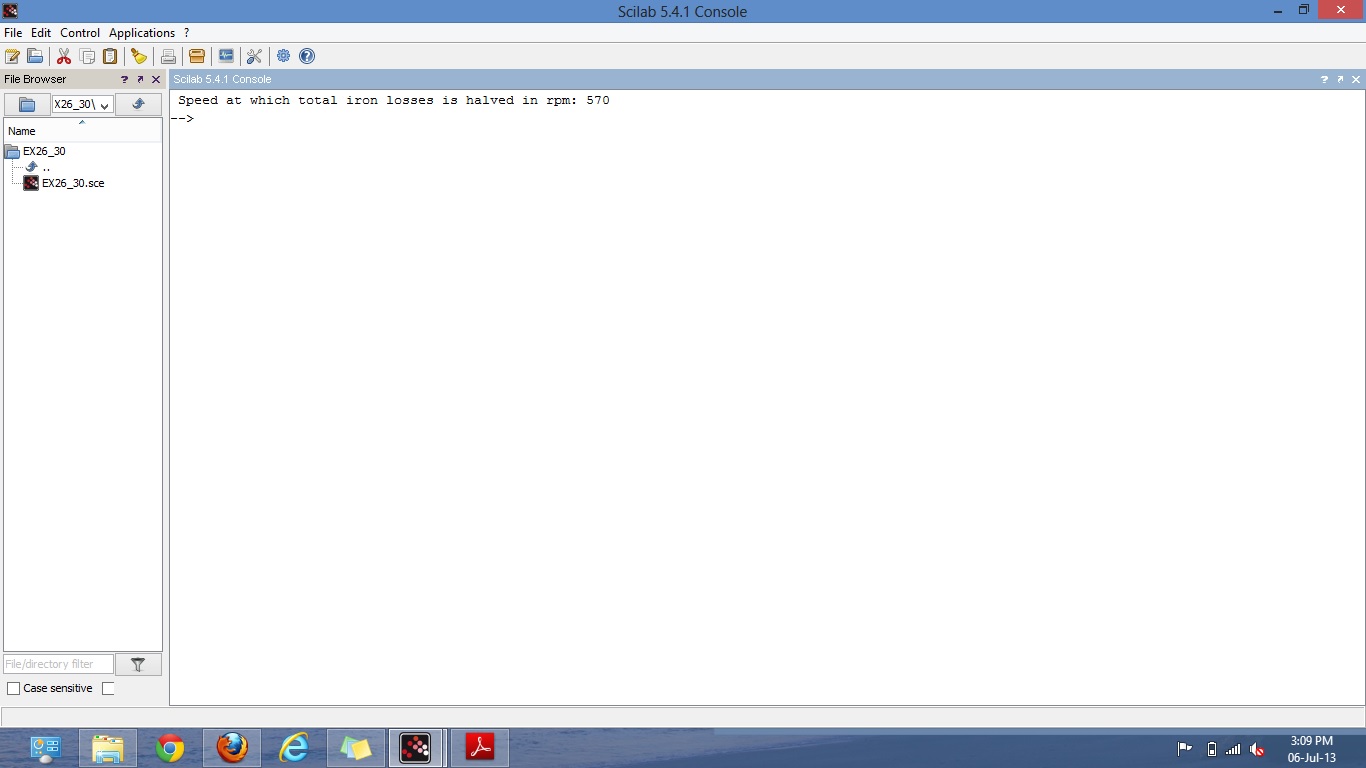 Scilab 5.4.1 Console
File Edit Control Applications ?
File Browser ?
Scilab 5.4.1 Console ?
X26_30\
Speed at which total iron losses is halved in rpm: 570
-->
Name
EX26_30
..
EX26_30.sce
File/directory filter
Case sensitive
3:09 PM
06-Jul-13